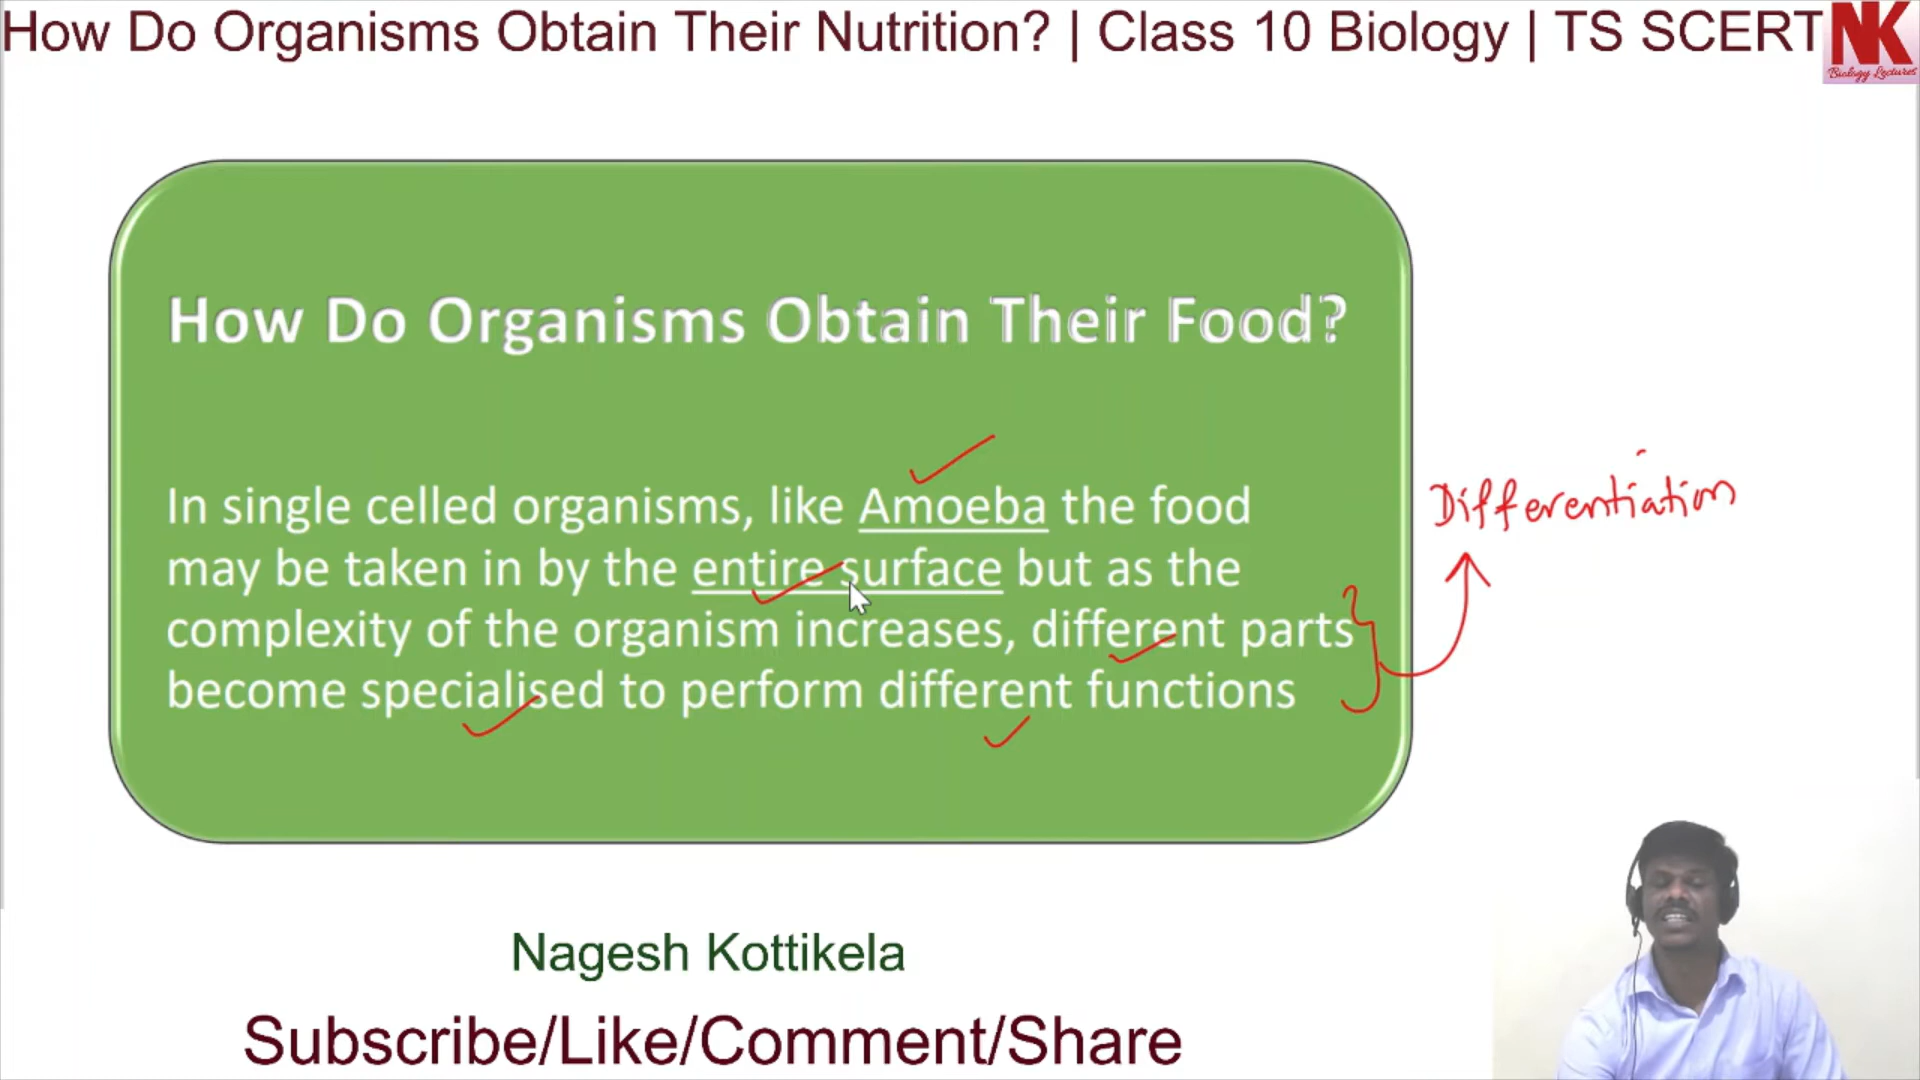 How Do Organisms Obtain Their Nutrition? | Class 10 Biology | TS SCERT
NK
Biology Lectures
How Do Organisms Obtain Their Food?
In single celled organisms, like Amoeba the food
may be taken in by the entire surface but as the
complexity of the organism increases, different parts
become specialised to perform different functions
Differentiation
Nagesh Kottikela
Subscribe/Like/Comment/Share